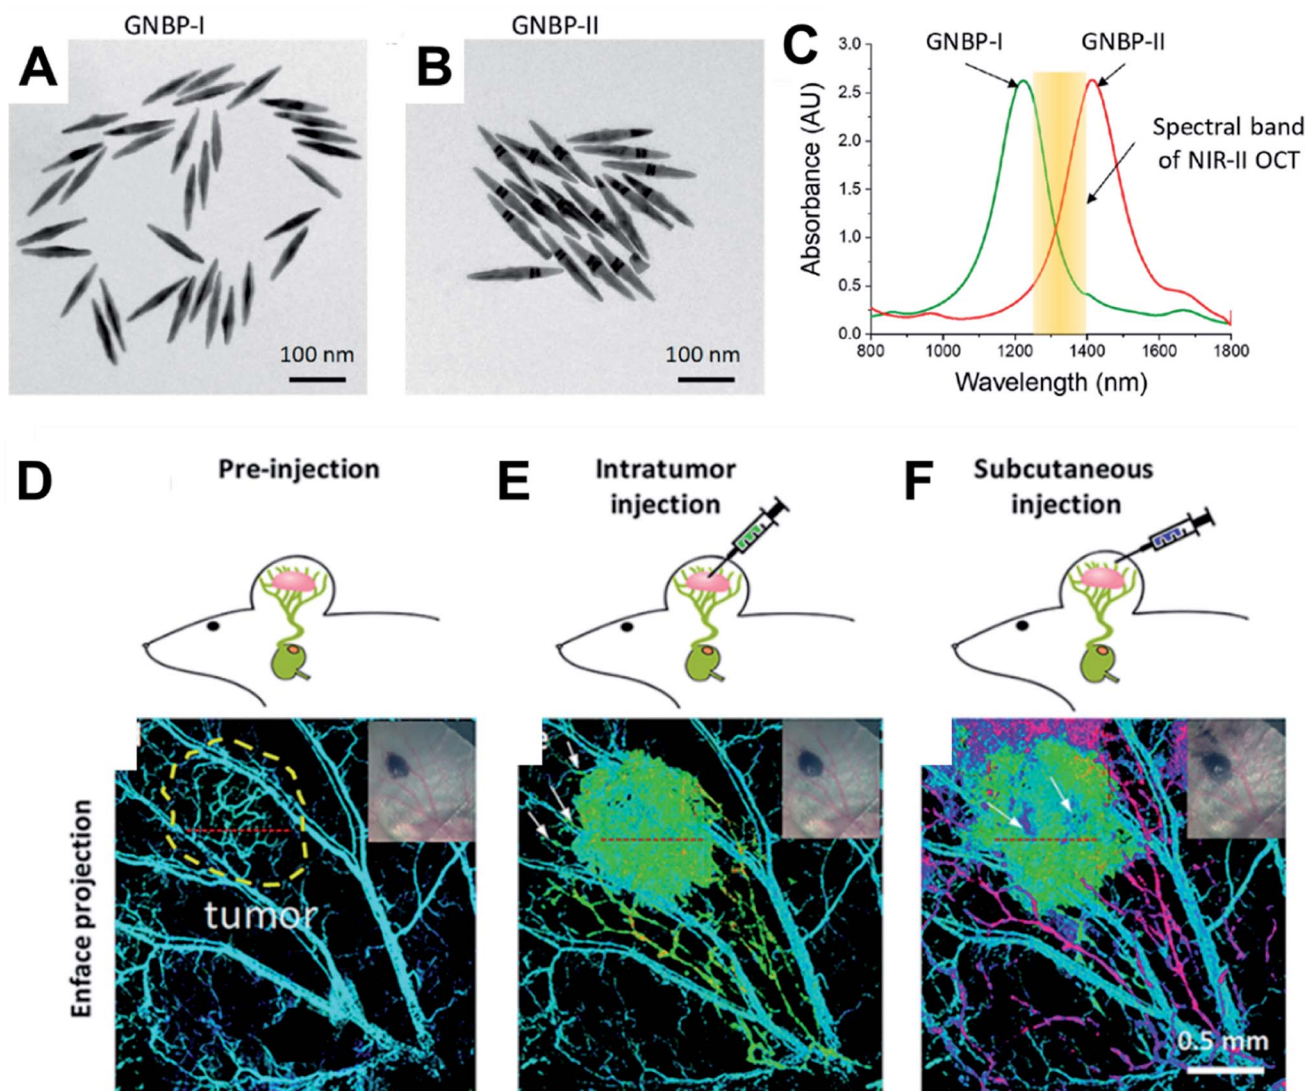 GNBP-I
GNBP-II
A
B
C
100 nm
100 nm
GNBP-I
GNBP-II
Spectral band
of NIR-II OCT
Absorbance (AU)
3.0
2.5
2.0
1.5
1.0
0.5
0.0
800 1000 1200 1400 1600 1800
Wavelength (nm)
D
Pre-injection
E
Intratumor
injection
F
Subcutaneous
injection
Enface projection
tumor
0.5 mm